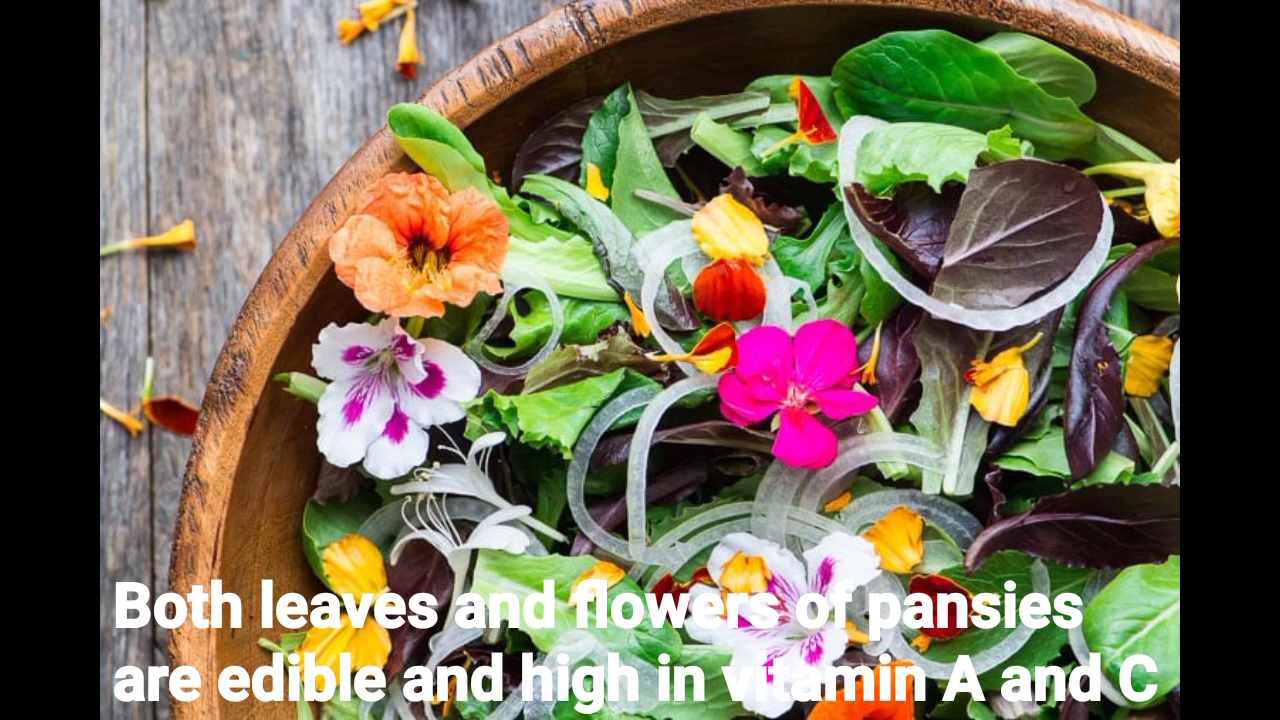 Both leaves and flowers of pansies
are edible and high in vitamin A and C